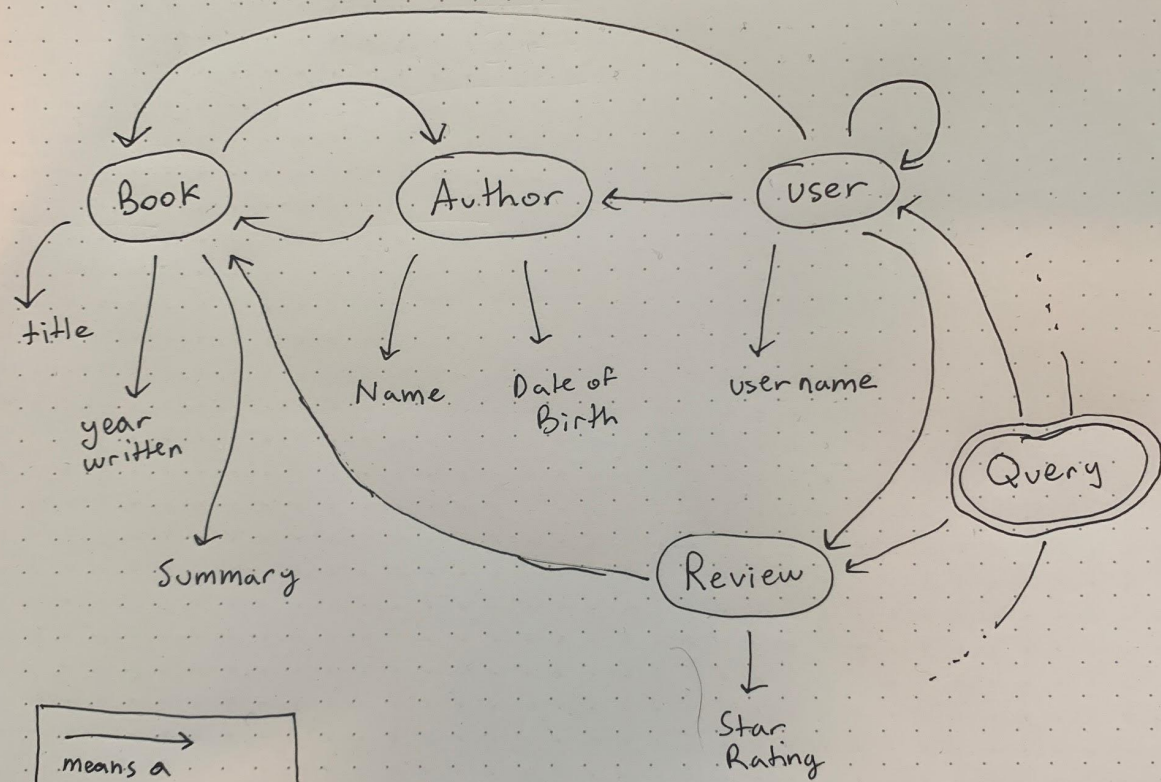 Book
Author
user
title
year
written
Summary
Name
Date of
Birth
username
Query
Review
Star
Rating
means a